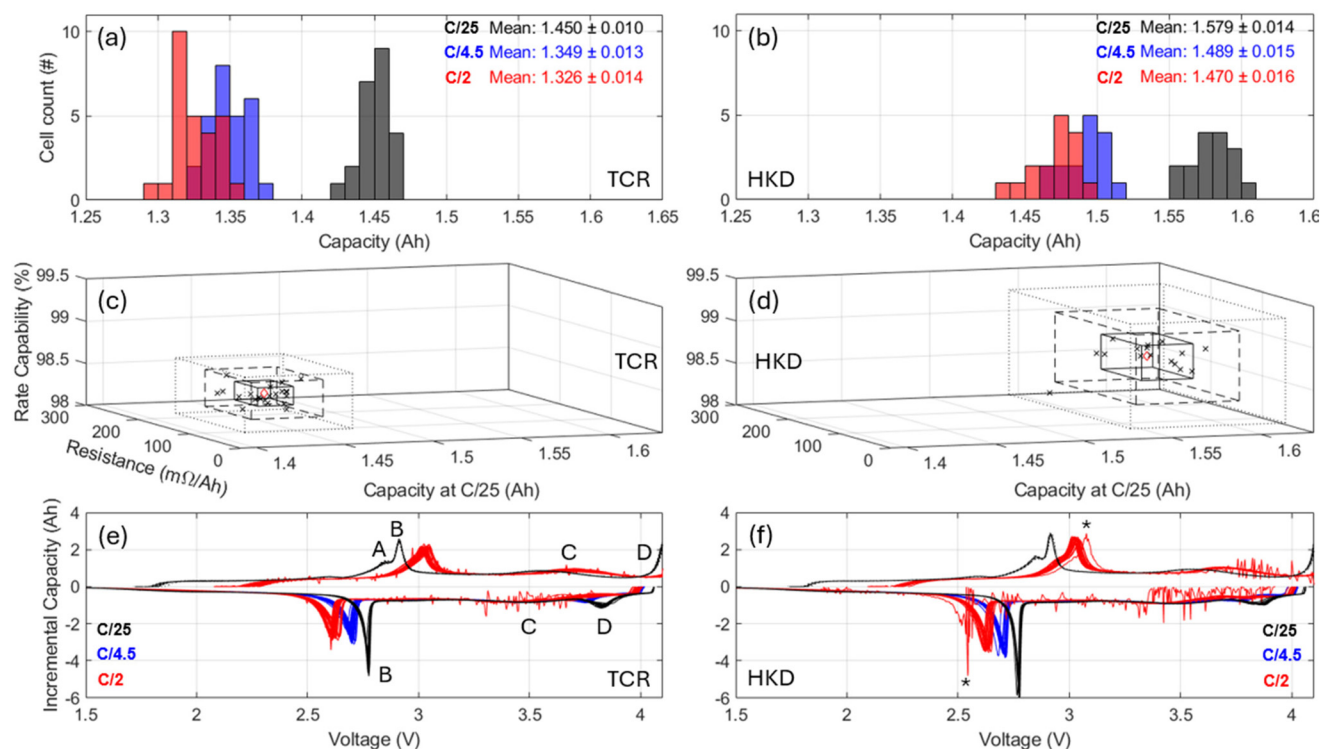 (a)
C/25 Mean: 1.450 ± 0.010
C/4.5 Mean: 1.349 ± 0.013
C/2 Mean: 1.326 ± 0.014
10
5
0
Cell count (#)
TCR
1.25 1.3 1.35 1.4 1.45 1.5 1.55 1.6 1.65
Capacity (Ah)
(b)
C/25 Mean: 1.579 ± 0.014
C/4.5 Mean: 1.489 ± 0.015
C/2 Mean: 1.470 ± 0.016
10
5
0
HKD
1.25 1.3 1.35 1.4 1.45 1.5 1.55 1.6 1.6
Capacity (Ah)
(c)
99.5
99
98.5
98
Rate Capability (%)
TCR
300
200
100
0
Resistance (mΩ/Ah)
1.4 1.45 1.5 1.55 1.6
Capacity at C/25 (Ah)
(d)
99.5
99
98.5
98
HKD
300
200
100
0
1.4 1.45 1.5 1.55 1.6
Capacity at C/25 (Ah)
(e)
4
2
0
-2
-4
-6
Incremental Capacity (Ah)
A
B
C
D
C
D
B
C/25
C/4.5
C/2
TCR
1.5 2 2.5 3 3.5 4
Voltage (V)
(f)
4
2
0
-2
-4
-6
*
*
C/25
C/4.5
C/2
HKD
1.5 2 2.5 3 3.5 4
Voltage (V)